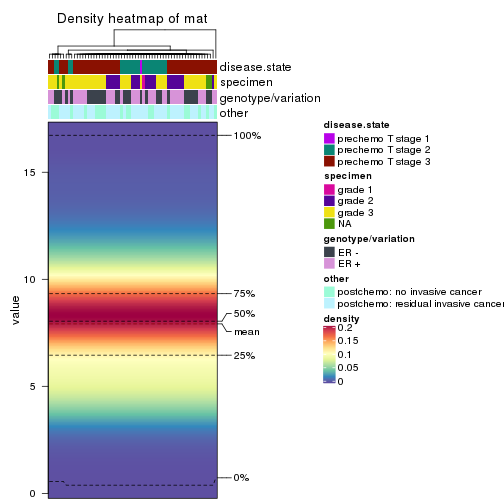 Density heatmap of mat
disease.state
specimen
genotype/variation
other
100%
75%
50%
mean
25%
0%
value
15
10
5
0
disease.state
prechemo T stage 1
prechemo T stage 2
prechemo T stage 3
specimen
grade 1
grade 2
grade 3
NA
genotype/variation
ER -
ER +
other
postchemo: no invasive cancer
postchemo: residual invasive cancer
density
0.2
0.15
0.1
0.05
0